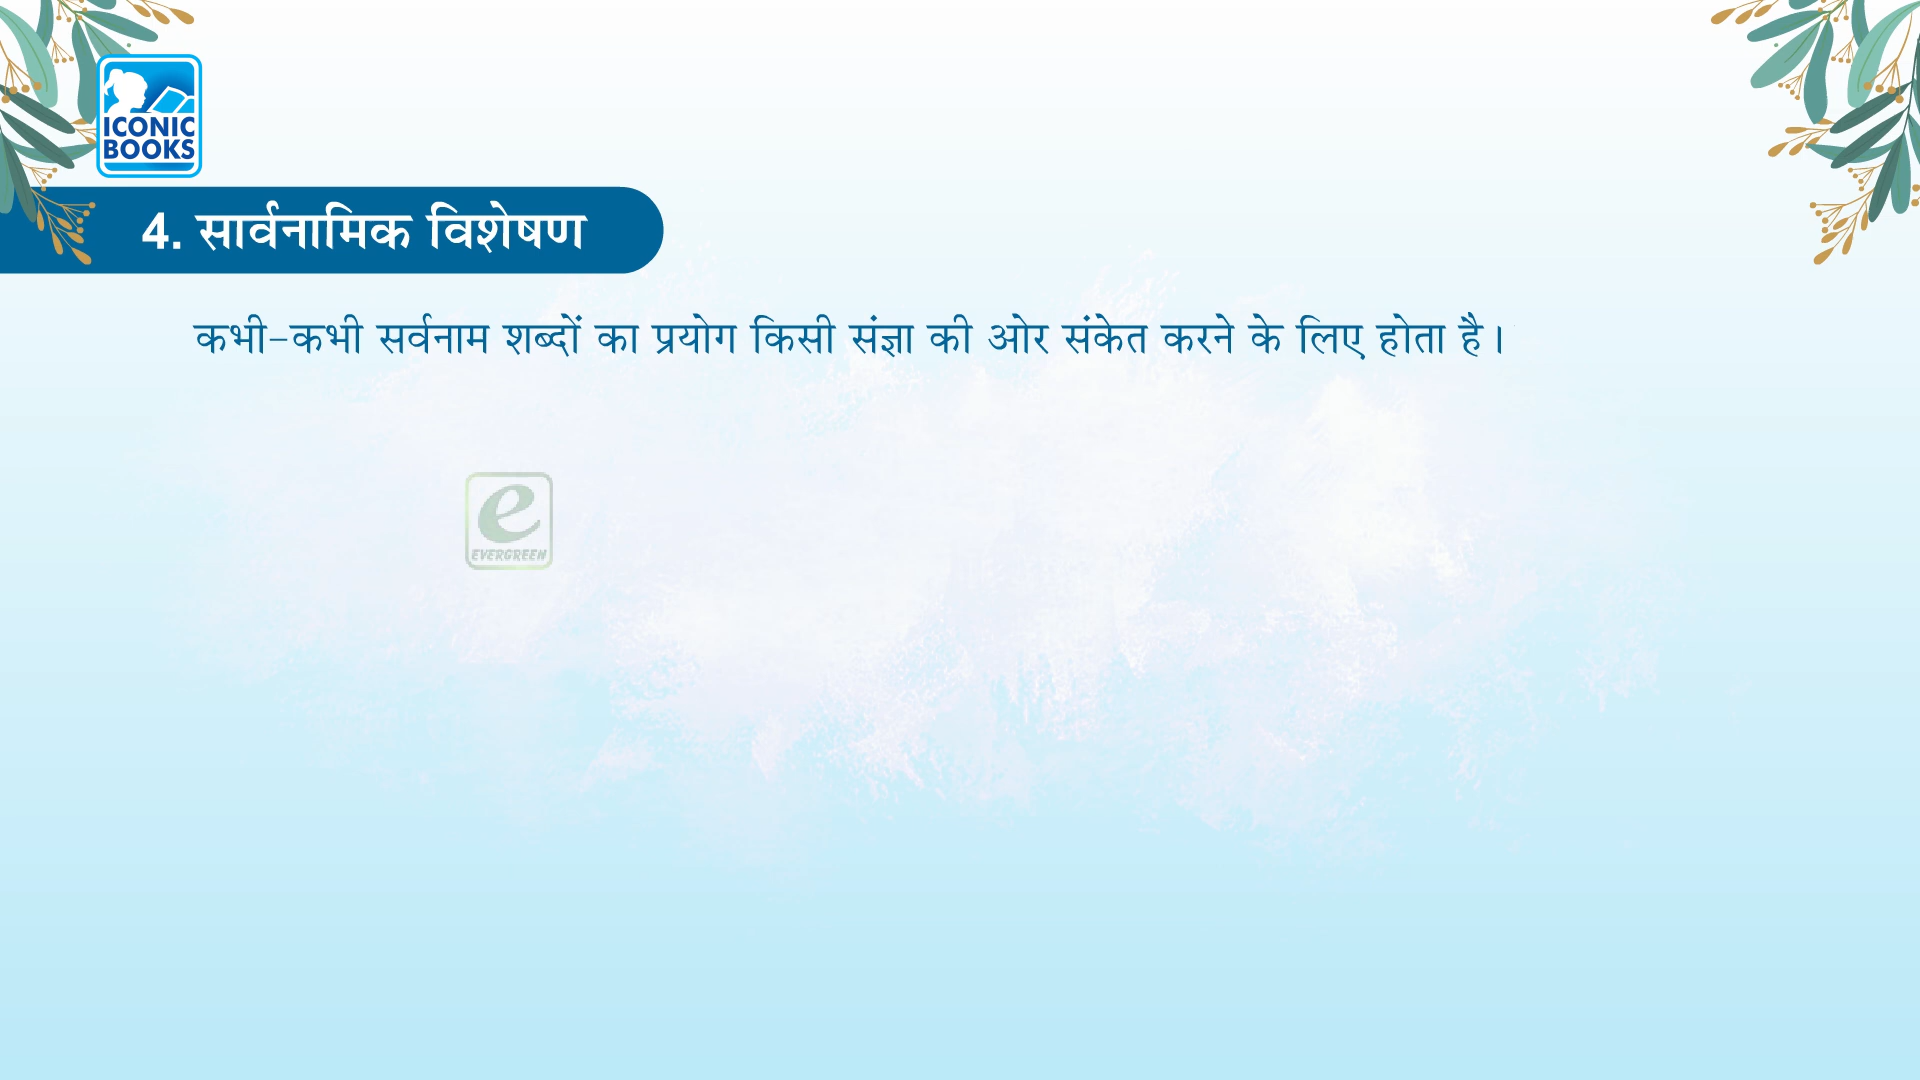 ICONIC
BOOKS
4. सार्वनामिक विशेषण
कभी-कभी सर्वनाम शब्दों का प्रयोग किसी संज्ञा की ओर संकेत करने के लिए होता है।
e
EVERGREEN